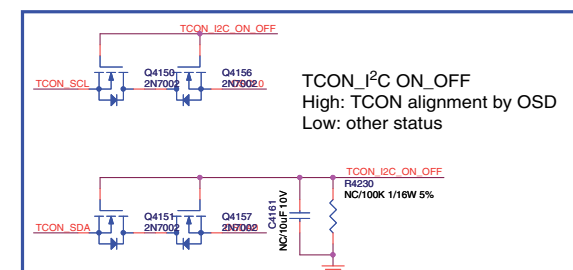 TCON_I2C_ON_OFF
Q4150
2N7002
Q4156
2N7002
TCON_SCL
TCON_I²C ON_OFF
High: TCON alignment by OSD
Low: other status
TCON_I2C_ON_OFF
R4230
NC/100K 1/16W 5%
C4161
NC/10uF 10V
Q4151
2N7002
Q4157
2N7002
TCON_SDA